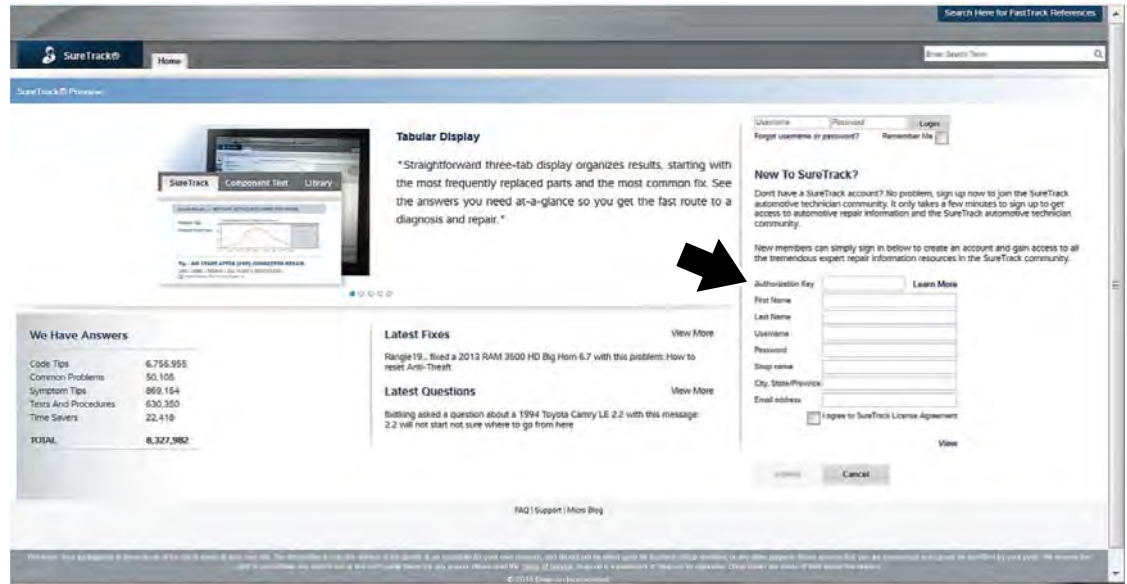 Search Here for FastTrack References
SureTrack®
Home
Enter Search Term
SureTrack® Preview
Username Password Login
Forgot username or password? Remember Me
Tabular Display
"Straightforward three-tab display organizes results, starting with
the most frequently replaced parts and the most common fix. See
the answers you need at-a-glance so you get the fast route to a
diagnosis and repair."
SureTrack Component Test Library
New To SureTrack?
Don't have a SureTrack account? No problem, sign up now to join the SureTrack
automotive technician community. It only takes a few minutes to sign up to get
access to automotive repair information and the SureTrack automotive technician
community.
New members can simply sign in below to create an account and gain access to all
the tremendous expert repair information resources in the SureTrack community.
Authorization Key Learn More
First Name
Last Name
Username
Password
Shop name
City, State/Province
Email address
I agree to SureTrack License Agreement
View
Cancel
We Have Answers
Code Tips 6,755,955
Common Problems 50,105
Symptom Tips 869,154
Tests And Procedures 630,350
Time Savers 22,418
TOTAL 8,327,982
Latest Fixes View More
Rangie19... fixed a 2013 RAM 3500 HD Big Horn 6.7 with this problem: How to
reset Anti-Theaft
Latest Questions View More
asked a question about a 1994 Toyota Camry LE 2.2 with this message:
2.2 will not start not sure where to go from here
FAQ | Support | Micro Blog